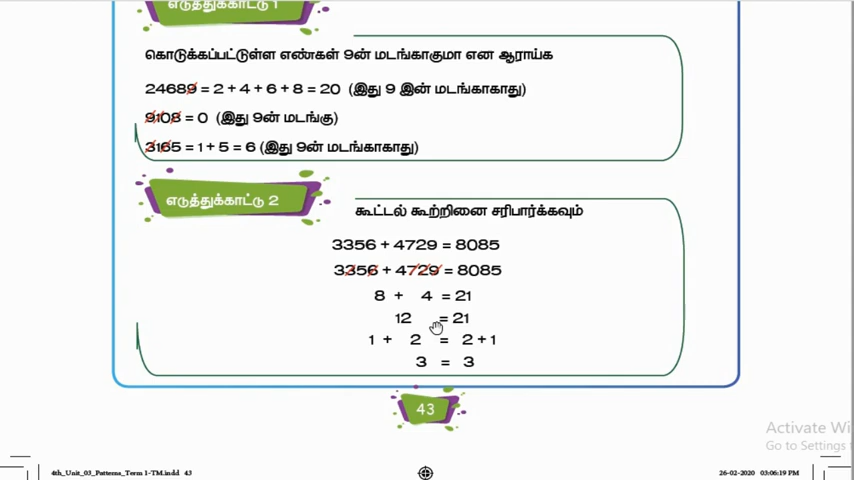 எடுத்துக்காட்டு 1
கொடுக்கப்பட்டுள்ள எண்கள் 9ன் மடங்காகுமா என ஆராய்க
24689 = 2 + 4 + 6 + 8 = 20 (இது 9 இன் மடங்காகாது)
9108 = 0 (இது 9ன் மடங்கு)
3165 = 1 + 5 = 6 (இது 9ன் மடங்காகாது)
எடுத்துக்காட்டு 2
கூட்டல் கூற்றினை சரிபார்க்கவும்
3356 + 4729 = 8085
3356 + 4729 = 8085
8 + 4 = 21
12 = 21
1 + 2 = 2 + 1
3 = 3
43
Activate Wi
Go to Settings
4th_Unit_03_Patterns_Term 1-TM.indd 43
26-02-2020 03:06:19 PM